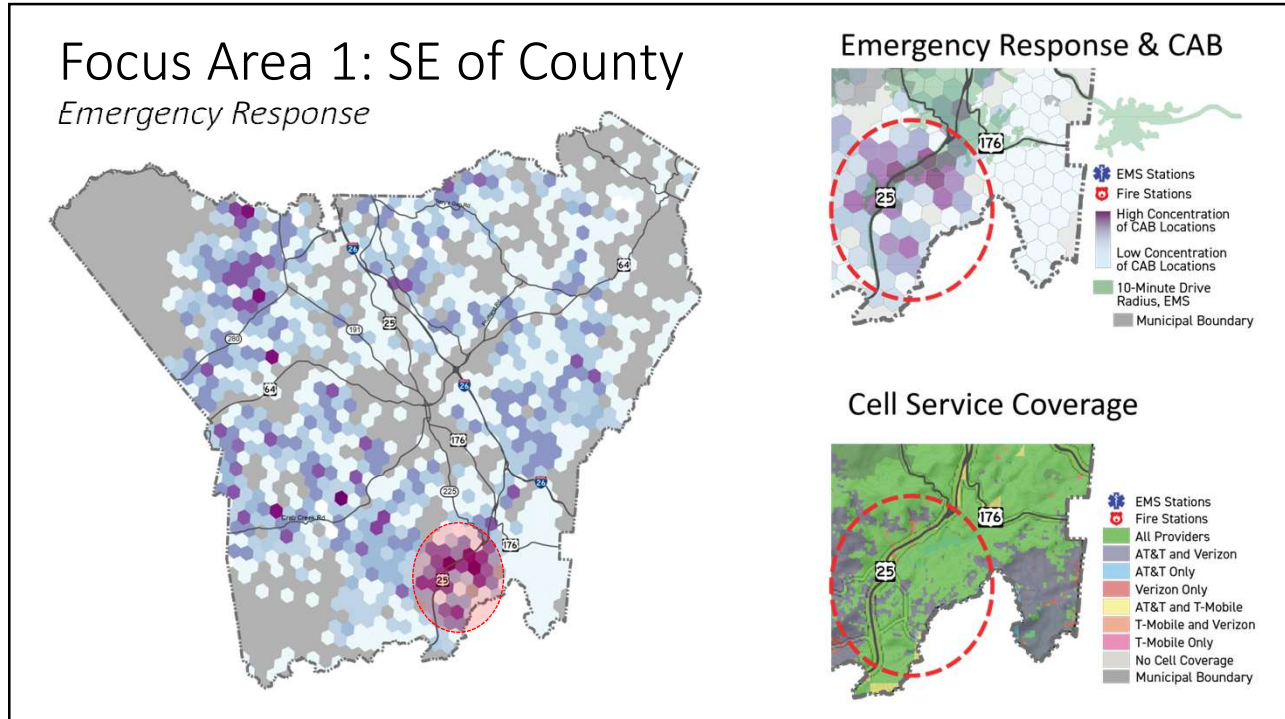 Focus Area 1: SE of County
Emergency Response
26
64
25
191
280
64
26
176
225
26
Crab Creek Rd
176
25
Emergency Response & CAB
176
25
EMS Stations
Fire Stations
High Concentration
of CAB Locations
Low Concentration
of CAB Locations
10-Minute Drive
Radius, EMS
Municipal Boundary
Cell Service Coverage
176
25
EMS Stations
Fire Stations
All Providers
AT&T and Verizon
AT&T Only
Verizon Only
AT&T and T-Mobile
T-Mobile and Verizon
T-Mobile Only
No Cell Coverage
Municipal Boundary